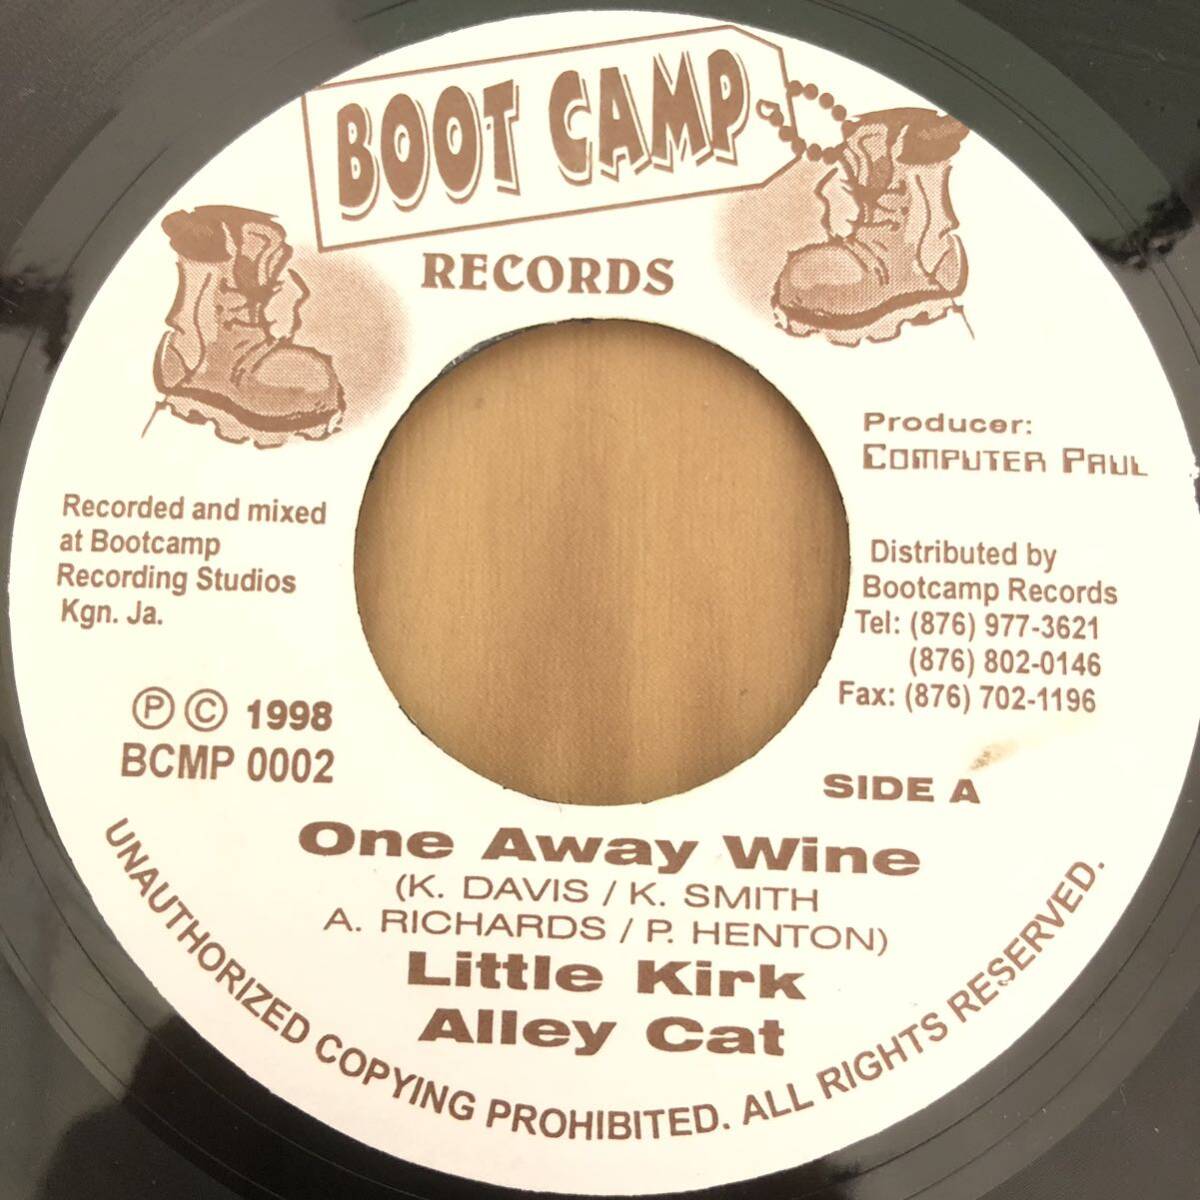 BOOT CAMP
RECORDS
Producer:
COMPUTER PAUL
Recorded and mixed
at Bootcamp
Recording Studios
Kgn. Ja.
Distributed by
Bootcamp Records
Tel: (876) 977-3621
(876) 802-0146
Fax: (876) 702-1196
Ⓟ © 1998
BCMP 0002
SIDE A
One Away Wine
(K. DAVIS / K. SMITH
A. RICHARDS / P. HENTON)
Little Kirk
Alley Cat
UNAUTHORIZED COPYING PROHIBITED. ALL RIGHTS RESERVED.